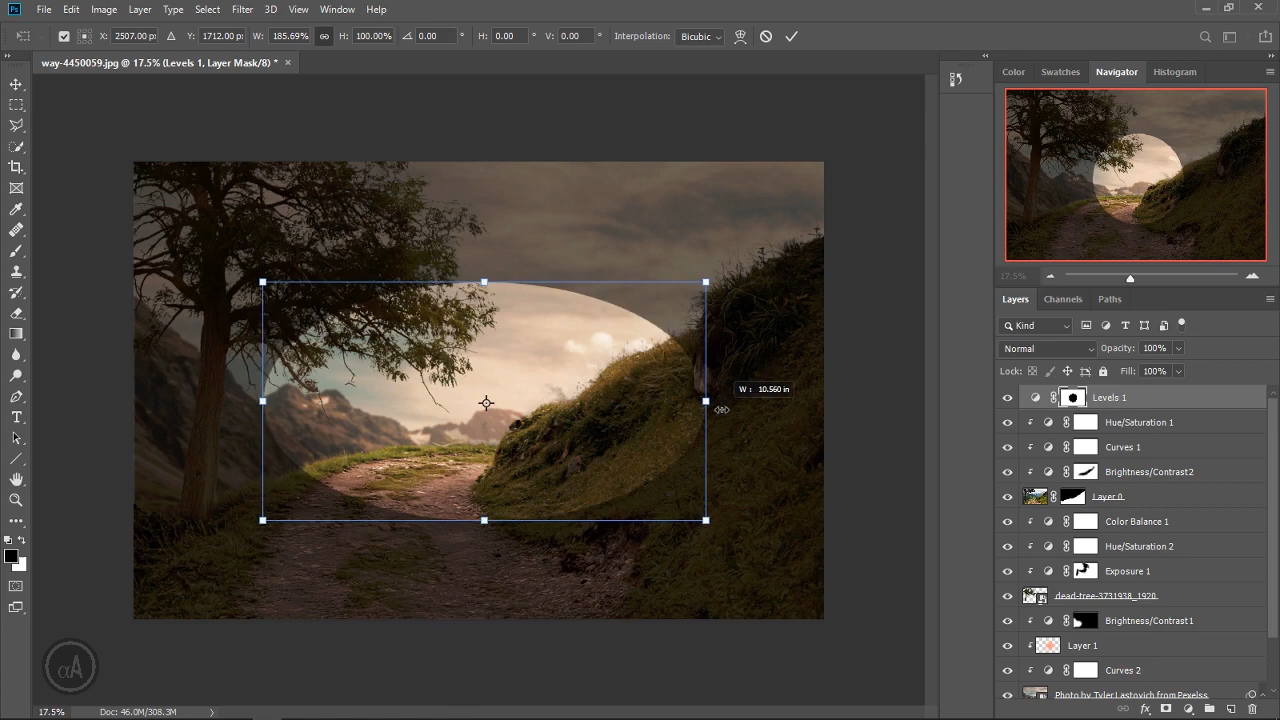 Ps File Edit Image Layer Type Select Filter 3D View Window Help
X: 2507.00 px Y: 1712.00 px W: 185.69% H: 100.00% 0.00 ° H: 0.00 ° V: 0.00 ° Interpolation: Bicubic
way-4450059.jpg @ 17.5% (Levels 1, Layer Mask/8) * ×
Color Swatches Navigator Histogram
17.5%
Layers Channels Paths
Kind
Normal Opacity: 100%
Lock: Fill: 100%
W : 10.560 in
Levels 1
Hue/Saturation 1
Curves 1
Brightness/Contrast 2
Layer 0
Color Balance 1
Hue/Saturation 2
Exposure 1
dead-tree-3731938_1920
Brightness/Contrast 1
Layer 1
Curves 2
Photo by Tyler Lastovich from Pexelss
αA
17.5% Doc: 46.0M/308.3M
fx